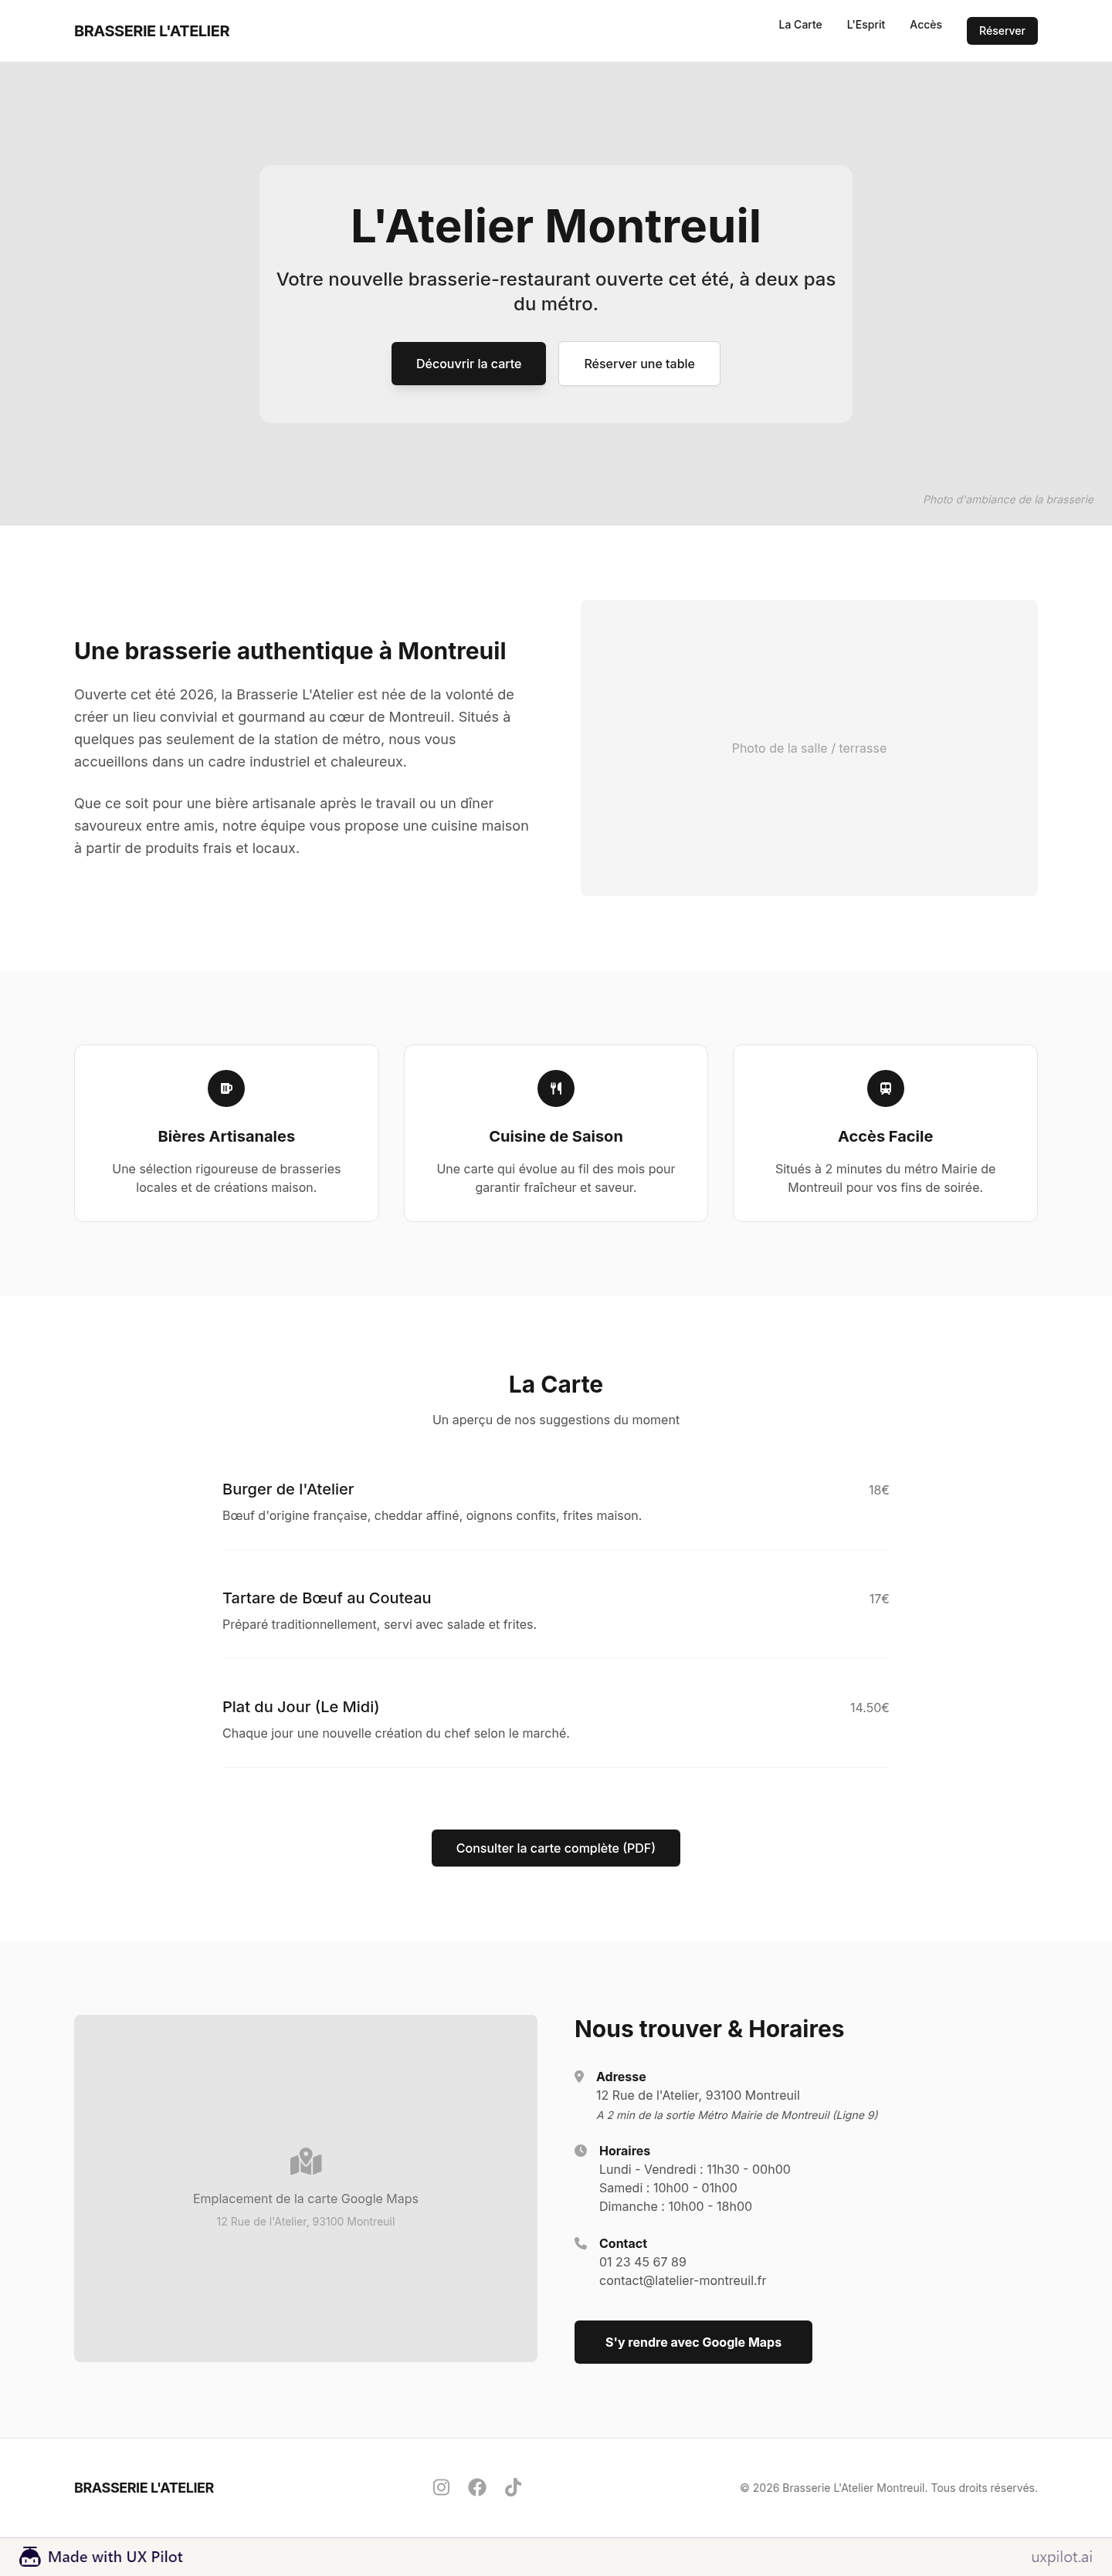 BRASSERIE L'ATELIER
La Carte
L'Esprit
Accès
Réserver
L'Atelier Montreuil
Votre nouvelle brasserie-restaurant ouverte cet été, à deux pas
du métro.
Découvrir la carte
Réserver une table
Photo d'ambiance de la brasserie
Une brasserie authentique à Montreuil
Ouverte cet été 2026, la Brasserie L'Atelier est née de la volonté de
créer un lieu convivial et gourmand au cœur de Montreuil. Situés à
quelques pas seulement de la station de métro, nous vous
accueillons dans un cadre industriel et chaleureux.
Que ce soit pour une bière artisanale après le travail ou un dîner
savoureux entre amis, notre équipe vous propose une cuisine maison
à partir de produits frais et locaux.
Photo de la salle / terrasse
Bières Artisanales
Une sélection rigoureuse de brasseries
locales et de créations maison.
Cuisine de Saison
Une carte qui évolue au fil des mois pour
garantir fraîcheur et saveur.
Accès Facile
Situés à 2 minutes du métro Mairie de
Montreuil pour vos fins de soirée.
La Carte
Un aperçu de nos suggestions du moment
Burger de l'Atelier
18€
Bœuf d'origine française, cheddar affiné, oignons confits, frites maison.
Tartare de Bœuf au Couteau
17€
Préparé traditionnellement, servi avec salade et frites.
Plat du Jour (Le Midi)
14.50€
Chaque jour une nouvelle création du chef selon le marché.
Consulter la carte complète (PDF)
Emplacement de la carte Google Maps
12 Rue de l'Atelier, 93100 Montreuil
Nous trouver & Horaires
Adresse
12 Rue de l'Atelier, 93100 Montreuil
A 2 min de la sortie Métro Mairie de Montreuil (Ligne 9)
Horaires
Lundi - Vendredi : 11h30 - 00h00
Samedi : 10h00 - 01h00
Dimanche : 10h00 - 18h00
Contact
01 23 45 67 89
contact@latelier-montreuil.fr
S'y rendre avec Google Maps
BRASSERIE L'ATELIER
© 2026 Brasserie L'Atelier Montreuil. Tous droits réservés.
Made with UX Pilot
uxpilot.ai